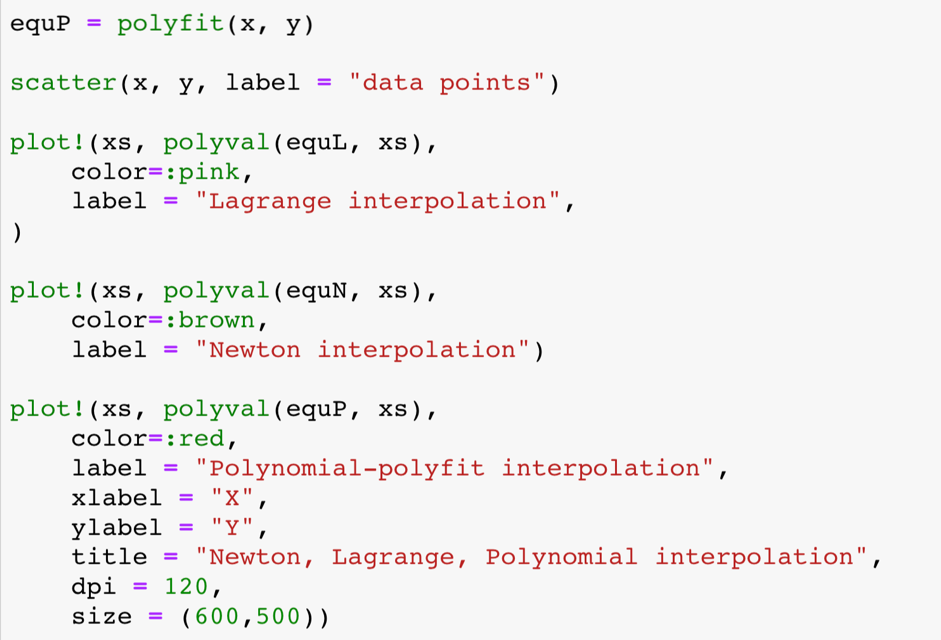 equP = polyfit(x, y)
scatter(x, y, label = "data points")
plot!(xs, polyval(equL, xs),
    color=:pink,
    label = "Lagrange interpolation",
)
plot!(xs, polyval(equN, xs),
    color=:brown,
    label = "Newton interpolation")
plot!(xs, polyval(equP, xs),
    color=:red,
    label = "Polynomial-polyfit interpolation",
    xlabel = "X",
    ylabel = "Y",
    title = "Newton, Lagrange, Polynomial interpolation",
    dpi = 120,
    size = (600,500))